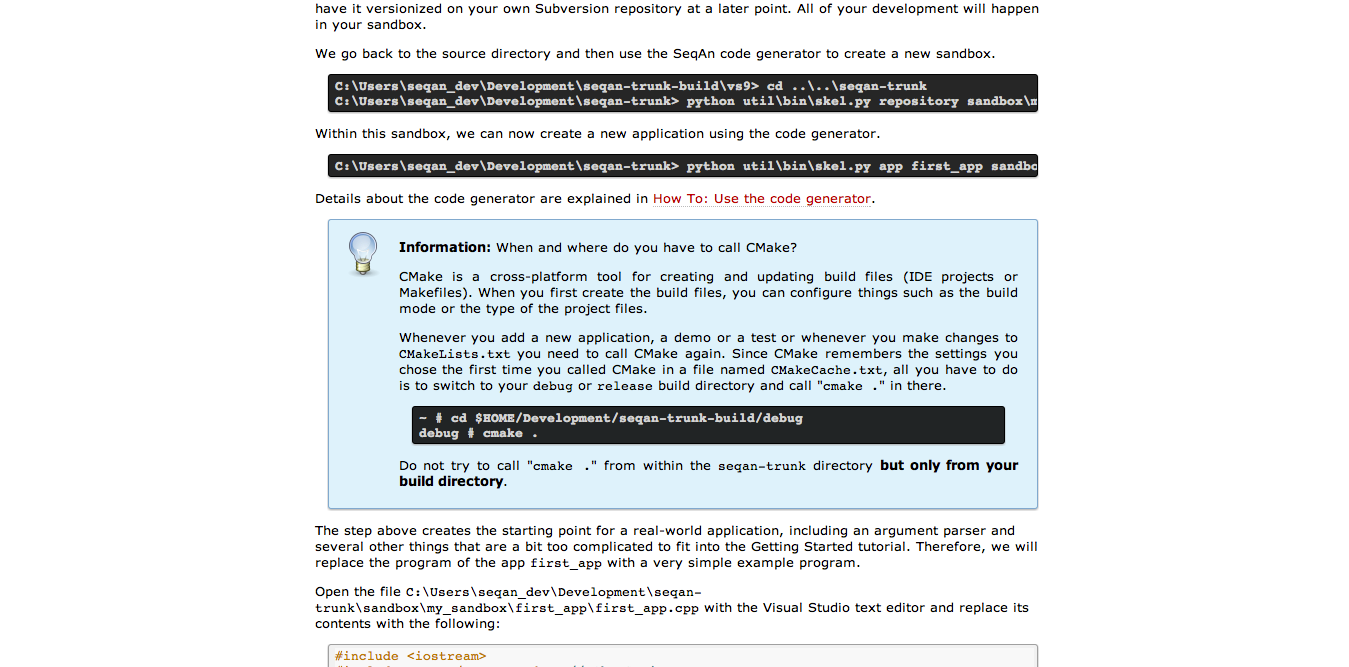 have it versionized on your own Subversion repository at a later point. All of your development will happen
in your sandbox.
We go back to the source directory and then use the SeqAn code generator to create a new sandbox.
C:\Users\seqan_dev\Development\seqan-trunk-build\vs9> cd ..\..\seqan-trunk
C:\Users\seqan_dev\Development\seqan-trunk> python util\bin\skel.py repository sandbox\m
Within this sandbox, we can now create a new application using the code generator.
C:\Users\seqan_dev\Development\seqan-trunk> python util\bin\skel.py app first_app sandbo
Details about the code generator are explained in How To: Use the code generator.
Information: When and where do you have to call CMake?
CMake is a cross-platform tool for creating and updating build files (IDE projects or
Makefiles). When you first create the build files, you can configure things such as the build
mode or the type of the project files.
Whenever you add a new application, a demo or a test or whenever you make changes to
CMakeLists.txt you need to call CMake again. Since CMake remembers the settings you
chose the first time you called CMake in a file named CMakeCache.txt, all you have to do
is to switch to your debug or release build directory and call "cmake ." in there.
~ # cd $HOME/Development/seqan-trunk-build/debug
debug # cmake .
Do not try to call "cmake ." from within the seqan-trunk directory but only from your
build directory.
The step above creates the starting point for a real-world application, including an argument parser and
several other things that are a bit too complicated to fit into the Getting Started tutorial. Therefore, we will
replace the program of the app first_app with a very simple example program.
Open the file C:\Users\seqan_dev\Development\seqan-
trunk\sandbox\my_sandbox\first_app\first_app.cpp with the Visual Studio text editor and replace its
contents with the following:
#include <iostream>